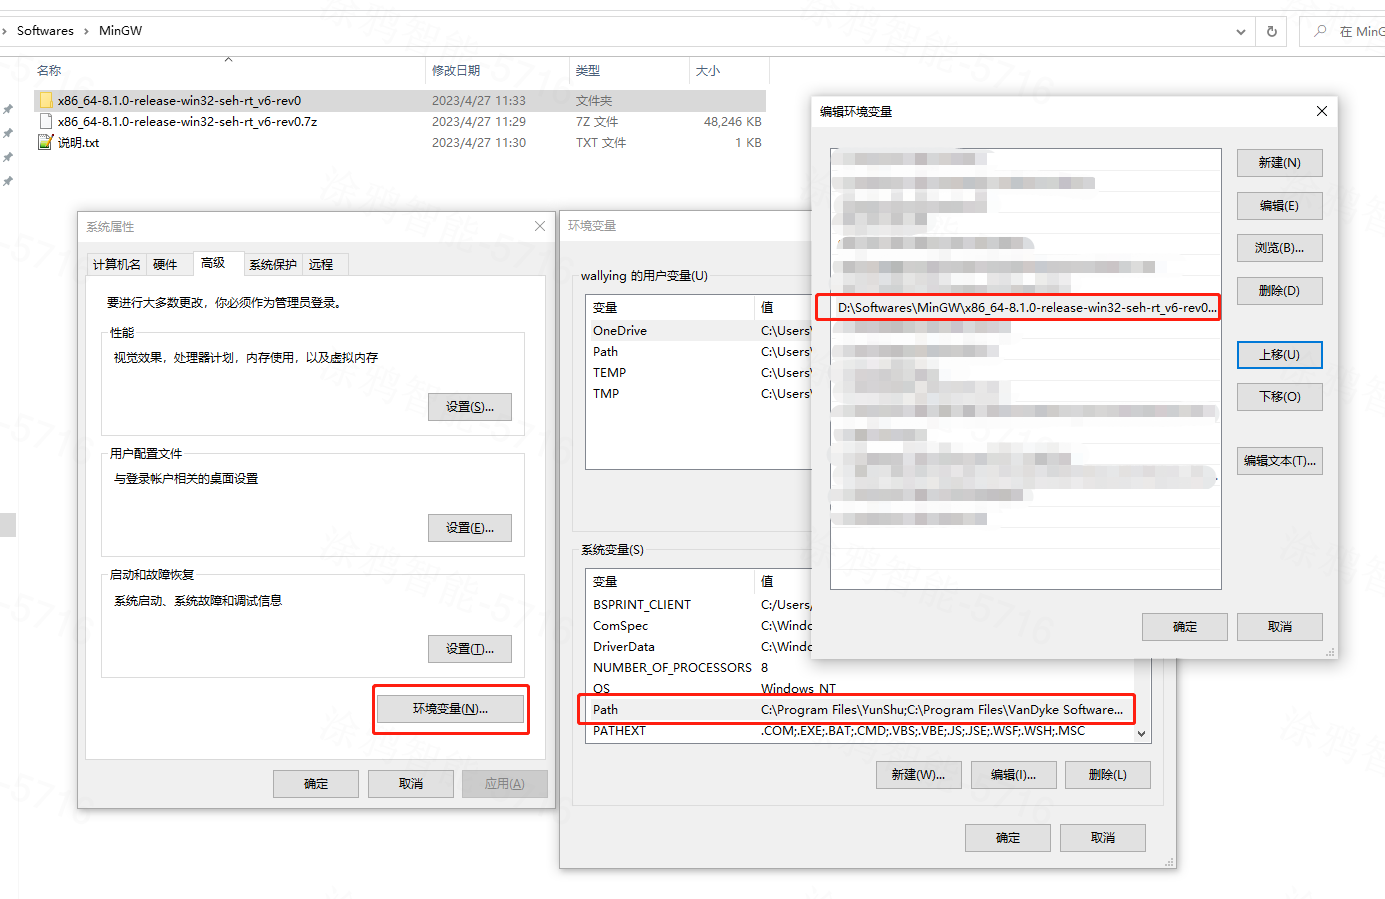 › Softwares › MinGW
在 MinG
名称 修改日期 类型 大小
x86_64-8.1.0-release-win32-seh-rt_v6-rev0 2023/4/27 11:33 文件夹
x86_64-8.1.0-release-win32-seh-rt_v6-rev0.7z 2023/4/27 11:29 7Z 文件 48,246 KB
说明.txt 2023/4/27 11:30 TXT 文件 1 KB
系统属性
计算机名 硬件 高级 系统保护 远程
要进行大多数更改，你必须作为管理员登录。
性能
视觉效果，处理器计划，内存使用，以及虚拟内存
设置(S)...
用户配置文件
与登录帐户相关的桌面设置
设置(E)...
启动和故障恢复
系统启动、系统故障和调试信息
设置(T)...
环境变量(N)...
确定 取消 应用(A)
环境变量
wallying 的用户变量(U)
变量 值
OneDrive C:\Users\
Path C:\Users\
TEMP C:\Users\
TMP C:\Users\
系统变量(S)
变量 值
BSPRINT_CLIENT C:/Users/
ComSpec C:\Windo
DriverData C:\Windo
NUMBER_OF_PROCESSORS 8
OS Windows_NT
Path C:\Program Files\YunShu;C:\Program Files\VanDyke Software...
PATHEXT .COM;.EXE;.BAT;.CMD;.VBS;.VBE;.JS;.JSE;.WSF;.WSH;.MSC
新建(W)... 编辑(I)... 删除(L)
确定 取消
编辑环境变量
D:\Softwares\MinGW\x86_64-8.1.0-release-win32-seh-rt_v6-rev0...
新建(N)
编辑(E)
浏览(B)...
删除(D)
上移(U)
下移(O)
编辑文本(T)...
确定 取消
涂鸦智能-5716